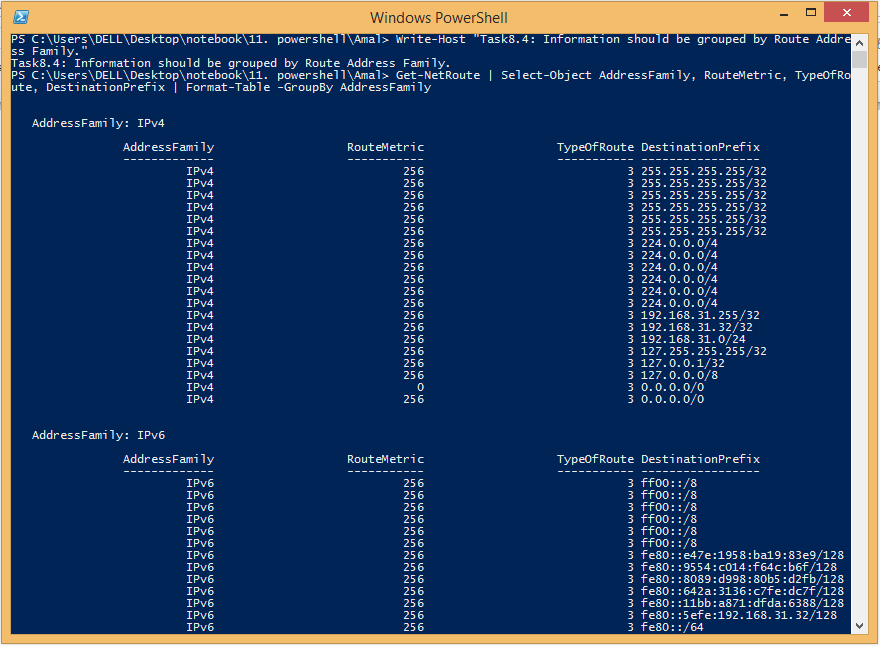 Windows PowerShell
PS C:\Users\DELL\Desktop\notebook\11. powershell\Amal> Write-Host "Task8.4: Information should be grouped by Route Addre
ss Family."
Task8.4: Information should be grouped by Route Address Family.
PS C:\Users\DELL\Desktop\notebook\11. powershell\Amal> Get-NetRoute | Select-Object AddressFamily, RouteMetric, TypeOfRo
ute, DestinationPrefix | Format-Table -GroupBy AddressFamily
AddressFamily: IPv4
AddressFamily RouteMetric TypeOfRoute DestinationPrefix
------------- ----------- ----------- -----------------
IPv4 256 3 255.255.255.255/32
IPv4 256 3 255.255.255.255/32
IPv4 256 3 255.255.255.255/32
IPv4 256 3 255.255.255.255/32
IPv4 256 3 255.255.255.255/32
IPv4 256 3 255.255.255.255/32
IPv4 256 3 224.0.0.0/4
IPv4 256 3 224.0.0.0/4
IPv4 256 3 224.0.0.0/4
IPv4 256 3 224.0.0.0/4
IPv4 256 3 224.0.0.0/4
IPv4 256 3 224.0.0.0/4
IPv4 256 3 192.168.31.255/32
IPv4 256 3 192.168.31.32/32
IPv4 256 3 192.168.31.0/24
IPv4 256 3 127.255.255.255/32
IPv4 256 3 127.0.0.1/32
IPv4 256 3 127.0.0.0/8
IPv4 0 3 0.0.0.0/0
IPv4 256 3 0.0.0.0/0
AddressFamily: IPv6
AddressFamily RouteMetric TypeOfRoute DestinationPrefix
------------- ----------- ----------- -----------------
IPv6 256 3 ff00::/8
IPv6 256 3 ff00::/8
IPv6 256 3 ff00::/8
IPv6 256 3 ff00::/8
IPv6 256 3 ff00::/8
IPv6 256 3 ff00::/8
IPv6 256 3 fe80::e47e:1958:ba19:83e9/128
IPv6 256 3 fe80::9554:c014:f64c:b6f/128
IPv6 256 3 fe80::8089:d998:80b5:d2fb/128
IPv6 256 3 fe80::642a:3136:c7fe:dc7f/128
IPv6 256 3 fe80::11bb:a871:dfda:6388/128
IPv6 256 3 fe80::5efe:192.168.31.32/128
IPv6 256 3 fe80::/64